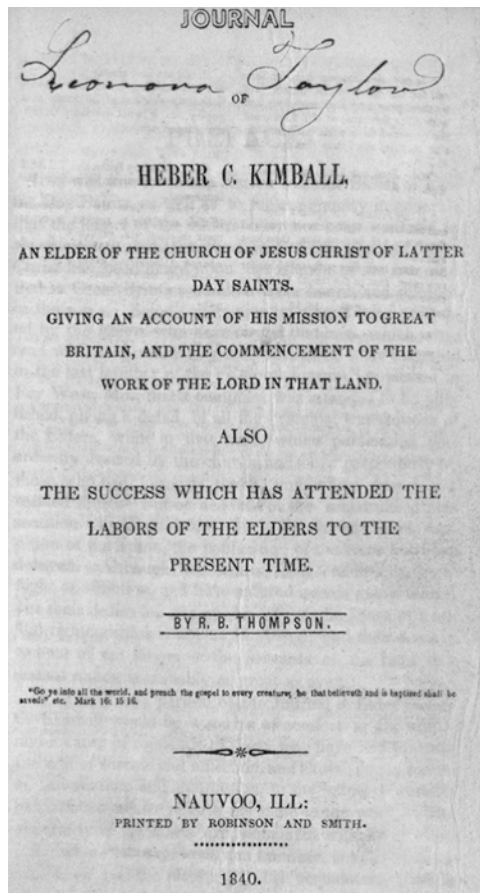 JOURNAL
Leonora Taylor
OF
HEBER C. KIMBALL,
AN ELDER OF THE CHURCH OF JESUS CHRIST OF LATTER
DAY SAINTS.
GIVING AN ACCOUNT OF HIS MISSION TO GREAT
BRITAIN, AND THE COMMENCEMENT OF THE
WORK OF THE LORD IN THAT LAND.
ALSO
THE SUCCESS WHICH HAS ATTENDED THE
LABORS OF THE ELDERS TO THE
PRESENT TIME.
BY R. B. THOMPSON.
"Go ye into all the world, and preach the gospel to every creature; he that believeth and is baptized shall be
saved:" etc. Mark 16: 15 16.
NAUVOO, ILL:
PRINTED BY ROBINSON AND SMITH.
1840.